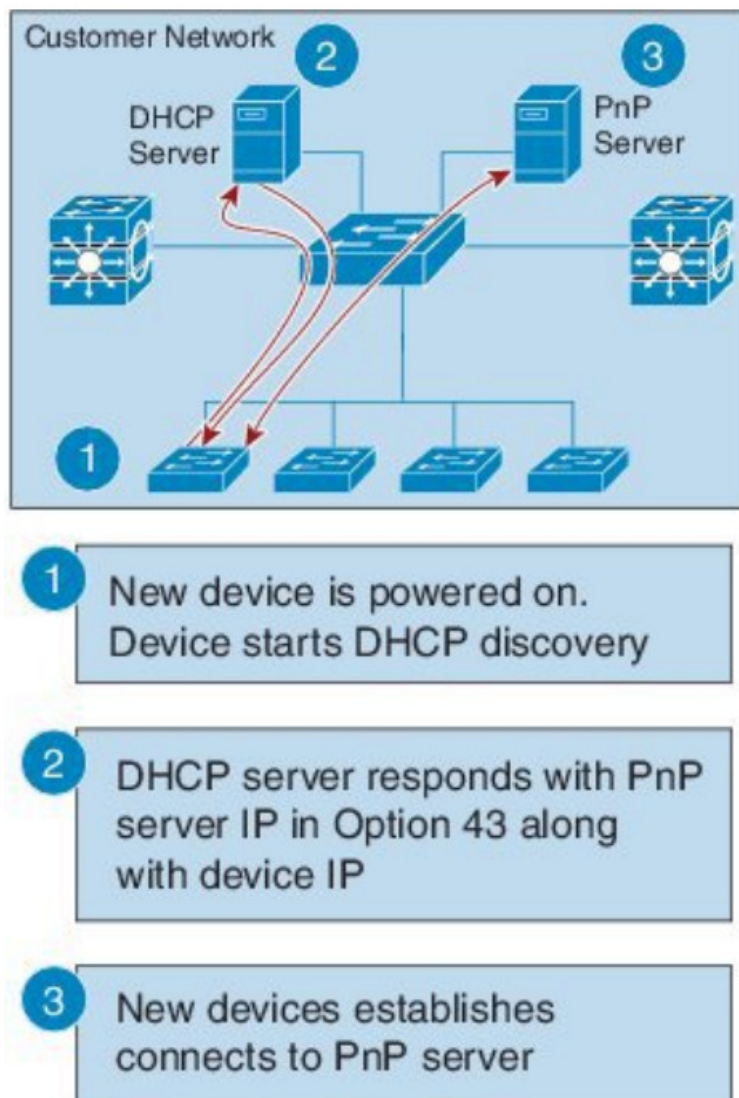 Customer Network
2
3
DHCP
Server
PnP
Server
1
1
New device is powered on.
Device starts DHCP discovery
2
DHCP server responds with PnP
server IP in Option 43 along
with device IP
3
New devices establishes
connects to PnP server